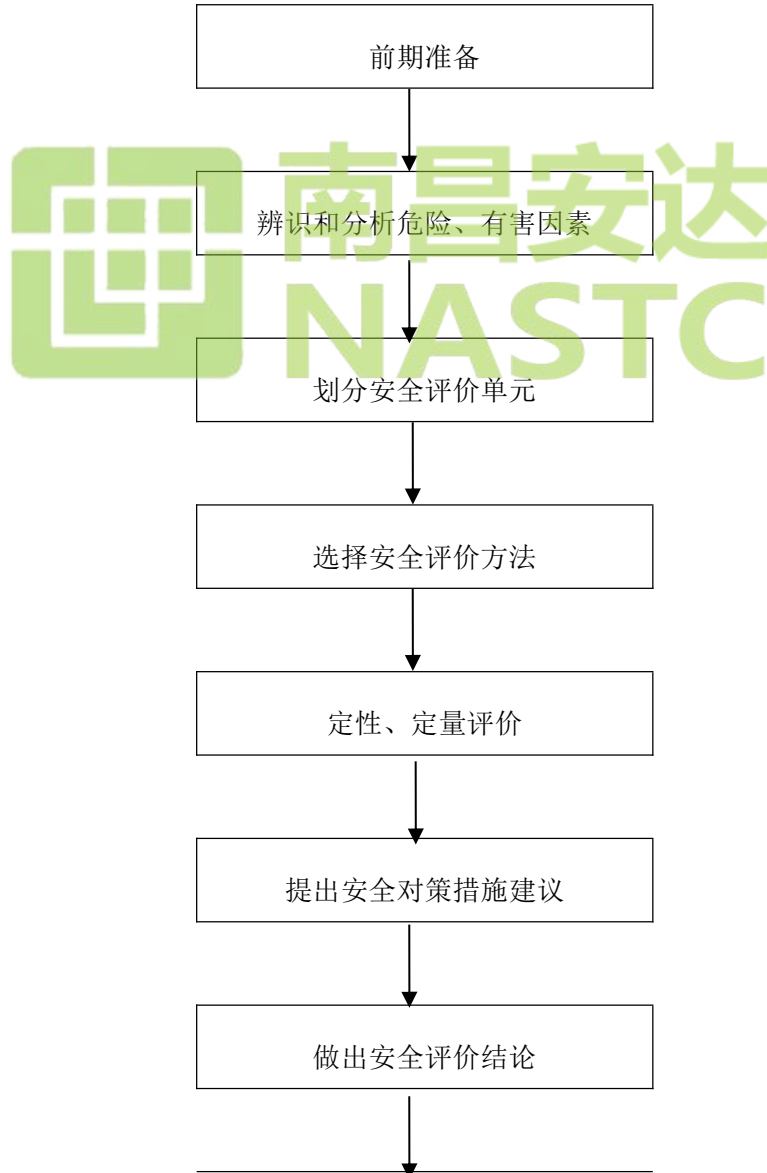 前期准备
南昌安达
辨识和分析危险、有害因素
NASTC
划分安全评价单元
选择安全评价方法
定性、定量评价
提出安全对策措施建议
做出安全评价结论